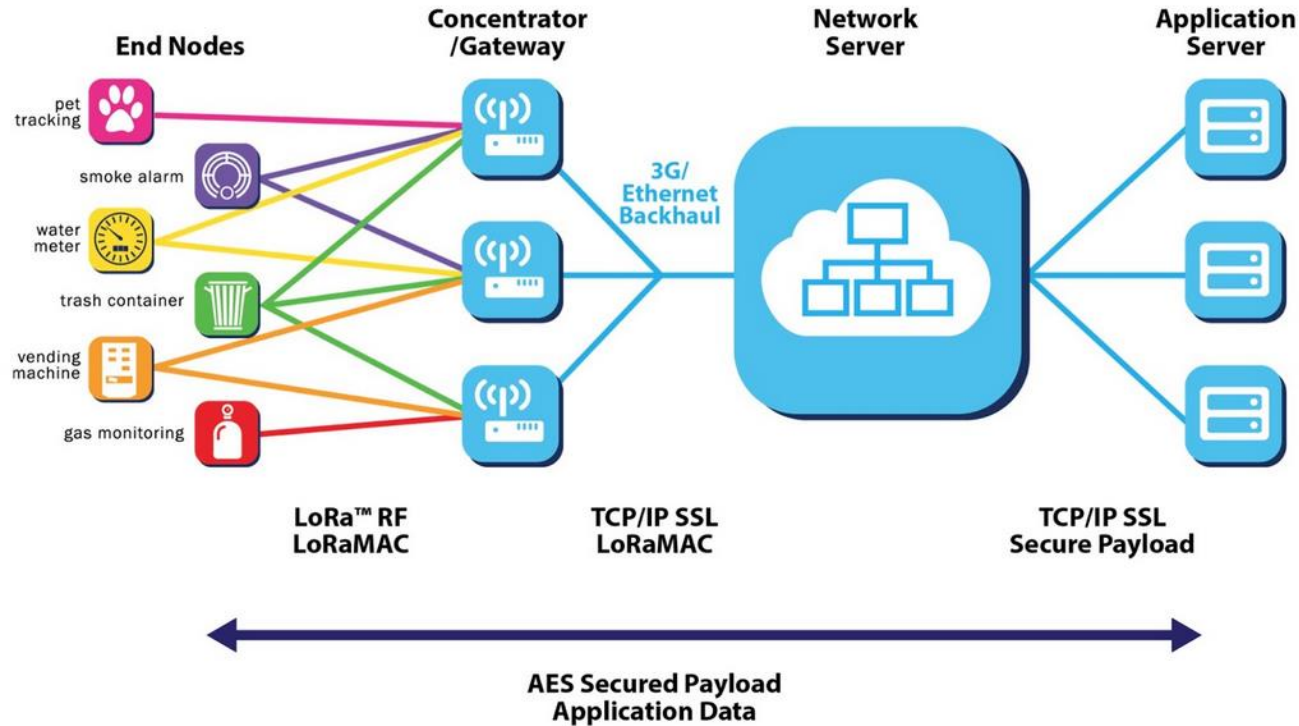 End Nodes
Concentrator
/Gateway
Network
Server
Application
Server
pet
tracking
smoke alarm
water
meter
trash container
vending
machine
gas monitoring
3G/
Ethernet
Backhaul
LoRa™ RF
LoRaMAC
TCP/IP SSL
LoRaMAC
TCP/IP SSL
Secure Payload
AES Secured Payload
Application Data